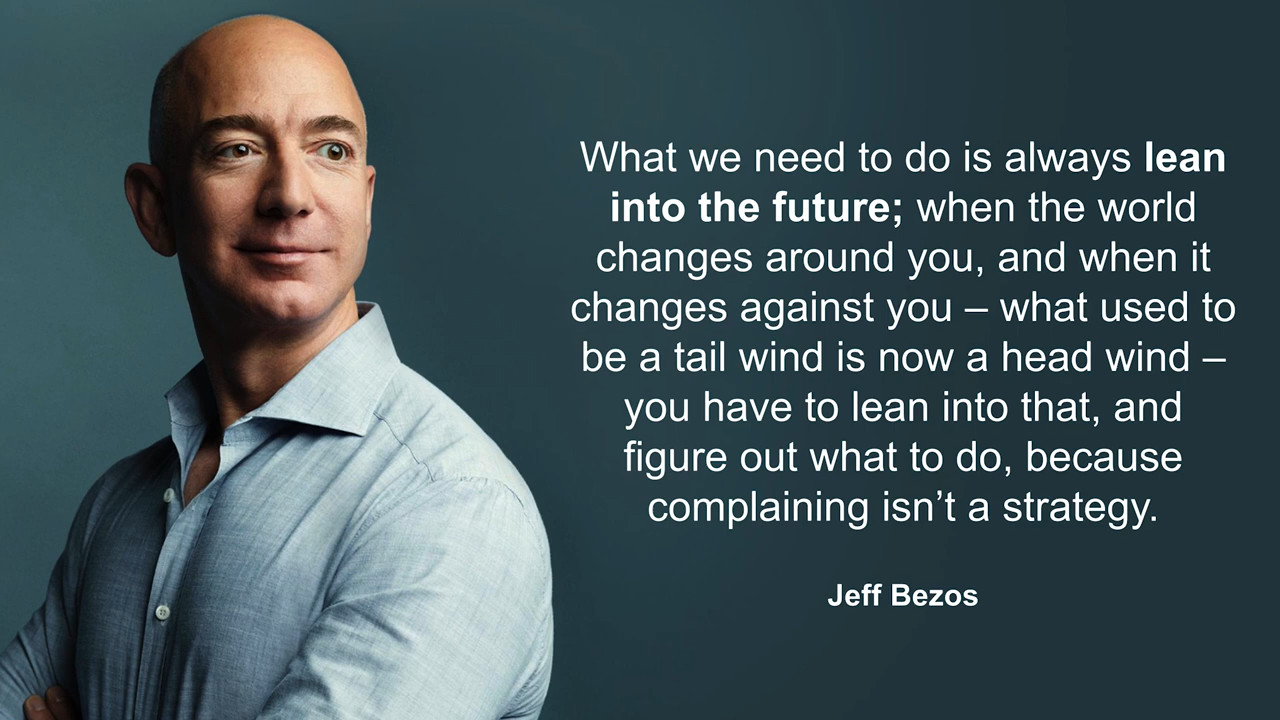 What we need to do is always lean
into the future; when the world
changes around you, and when it
changes against you – what used to
be a tail wind is now a head wind –
you have to lean into that, and
figure out what to do, because
complaining isn’t a strategy.
Jeff Bezos